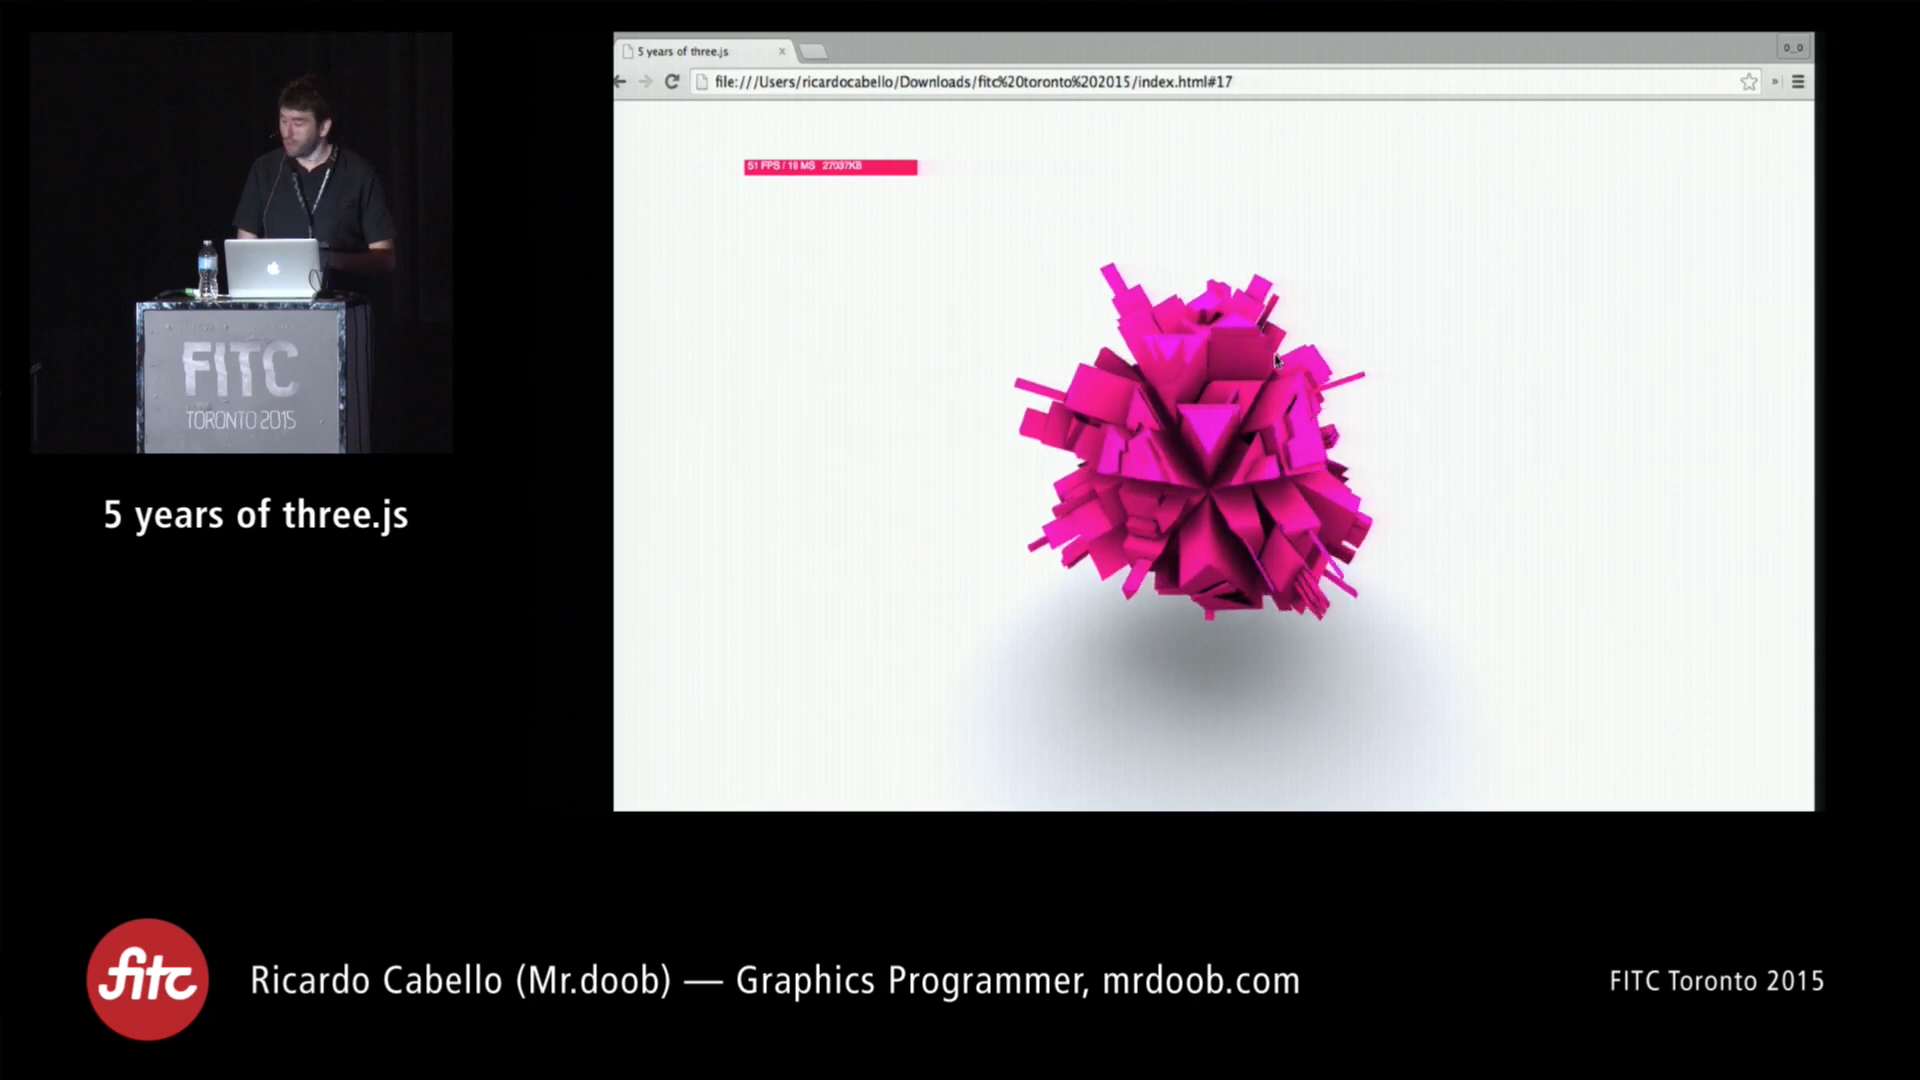 5 years of three.js
0_0
file:///Users/ricardocabello/Downloads/fitc%20toronto%202015/index.html#17
51 FPS / 19 MS 27037KB
FITC
TORONTO 2015
5 years of three.js
fitc
Ricardo Cabello (Mr.doob) — Graphics Programmer, mrdoob.com
FITC Toronto 2015